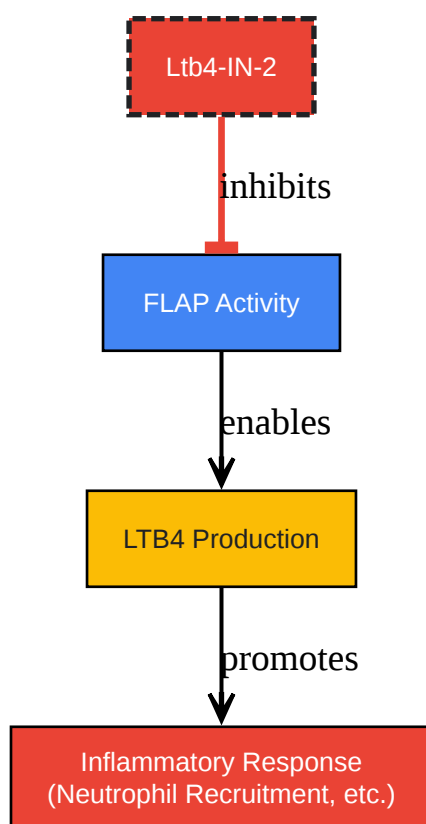 Ltb4-IN-2
inhibits
FLAP Activity
enables
LTB4 Production
promotes
Inflammatory Response
(Neutrophil Recruitment, etc.)